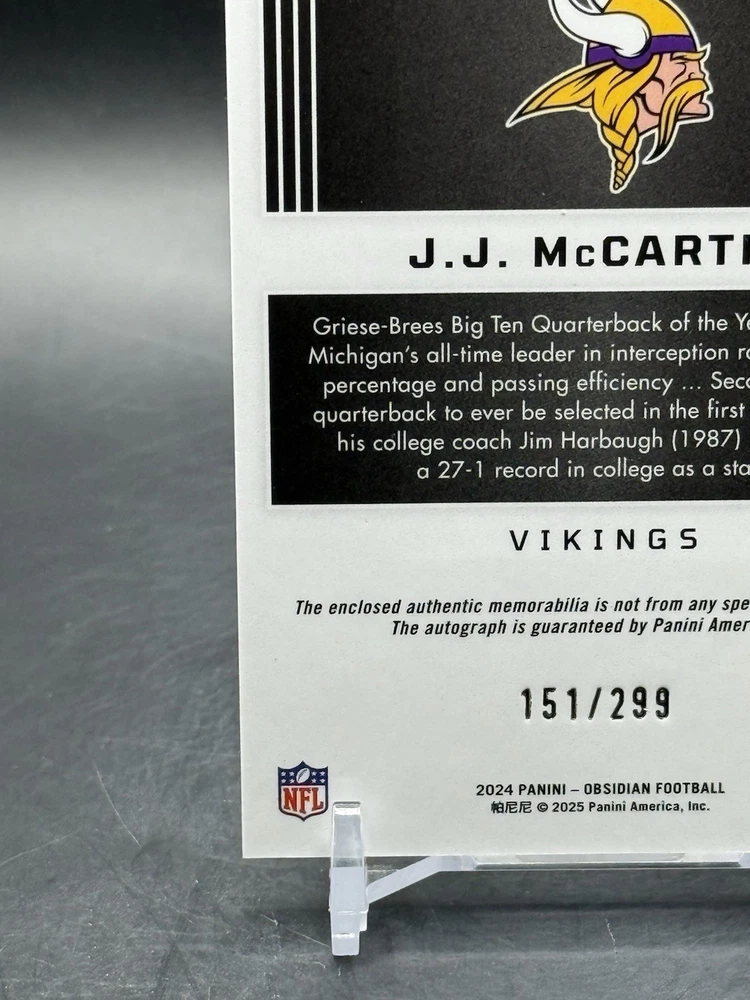 J.J. McCART
Griese-Brees Big Ten Quarterback of the Ye
Michigan's all-time leader in interception ra
percentage and passing efficiency ... Seco
quarterback to ever be selected in the first
his college coach Jim Harbaugh (1987)
a 27-1 record in college as a sta
VIKINGS
The enclosed authentic memorabilia is not from any spe
The autograph is guaranteed by Panini Amer
151/299
NFL
2024 PANINI – OBSIDIAN FOOTBALL
帕尼尼 © 2025 Panini America, Inc.